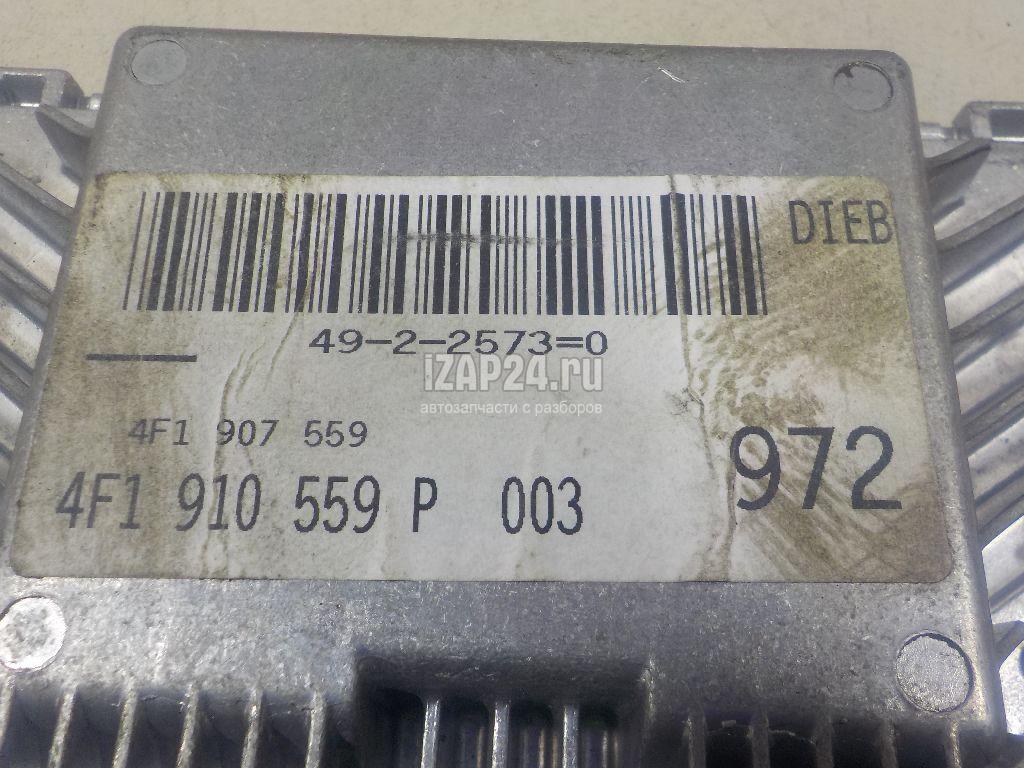 DIEB
49-2-2573=0
iZAP24.ru
автозапчасти с разборов
4F1 907 559
4F1 910 559 P 003
972